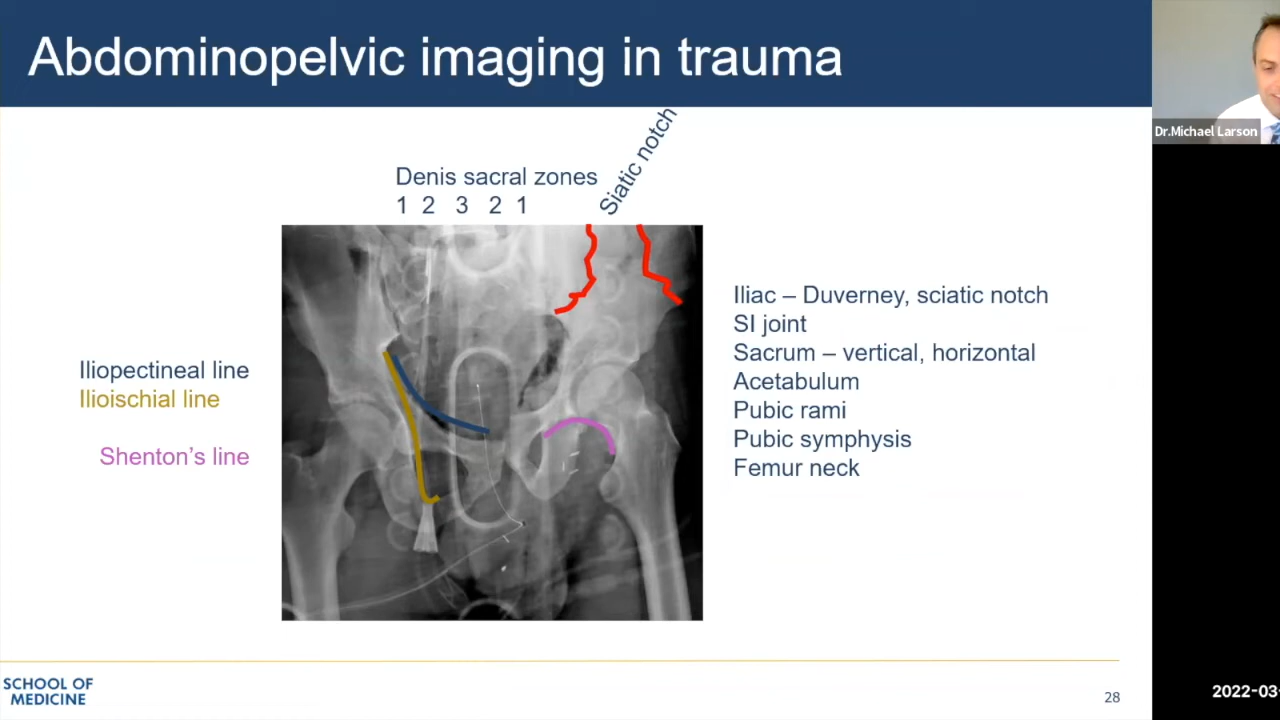 Abdominopelvic imaging in trauma
Dr.Michael Larson
Denis sacral zones
1 2 3 2 1
Siatic notch
Iliopectineal line
Ilioischial line
Shenton's line
Iliac – Duverney, sciatic notch
SI joint
Sacrum – vertical, horizontal
Acetabulum
Pubic rami
Pubic symphysis
Femur neck
SCHOOL OF
MEDICINE
28
2022-03-